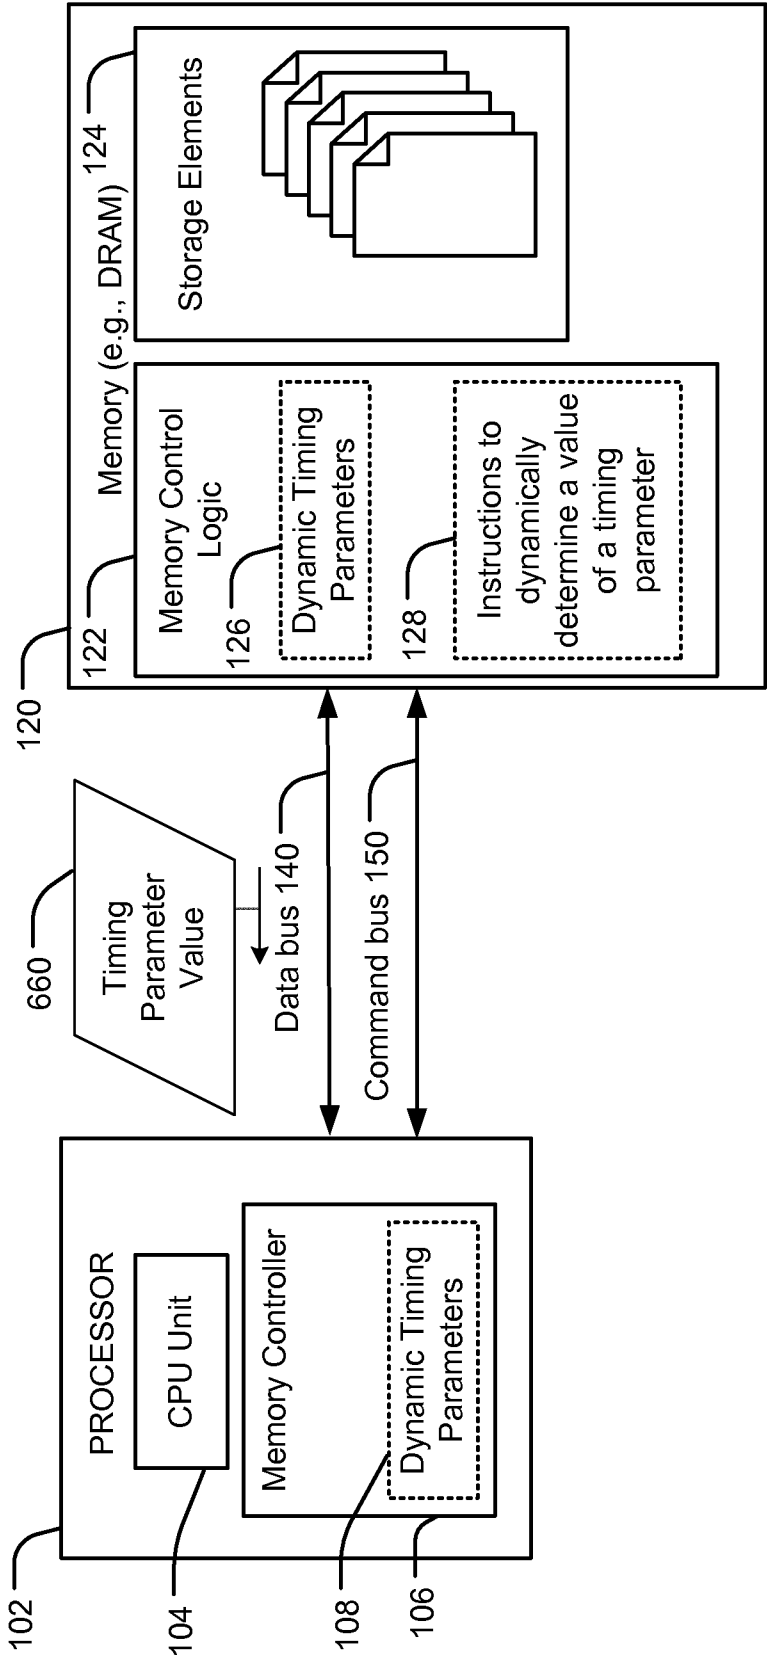 102
PROCESSOR
104
CPU Unit
Memory Controller
108
Dynamic Timing
Parameters
106
660
Timing
Parameter
Value
Data bus 140
Command bus 150
120
Memory (e.g., DRAM)
122
Memory Control
Logic
126
Dynamic Timing
Parameters
128
Instructions to
dynamically
determine a value
of a timing
parameter
124
Storage Elements